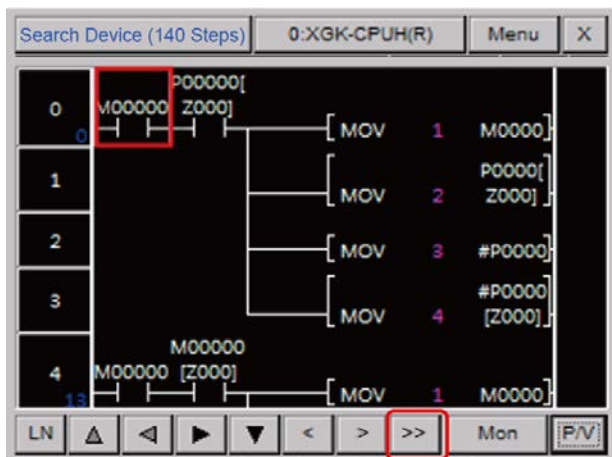 Search Device (140 Steps) 0:XGK-CPUH(R) Menu X
P00000[
0 M00000 Z000]
0 MOV 1 M0000]
P0000[
1 MOV 2 Z000]
2 MOV 3 #P0000]
#P0000
3 MOV 4 [Z000]
M00000
4 M00000 [Z000]
13 MOV 1 M0000]
LN < > >> Mon P/V